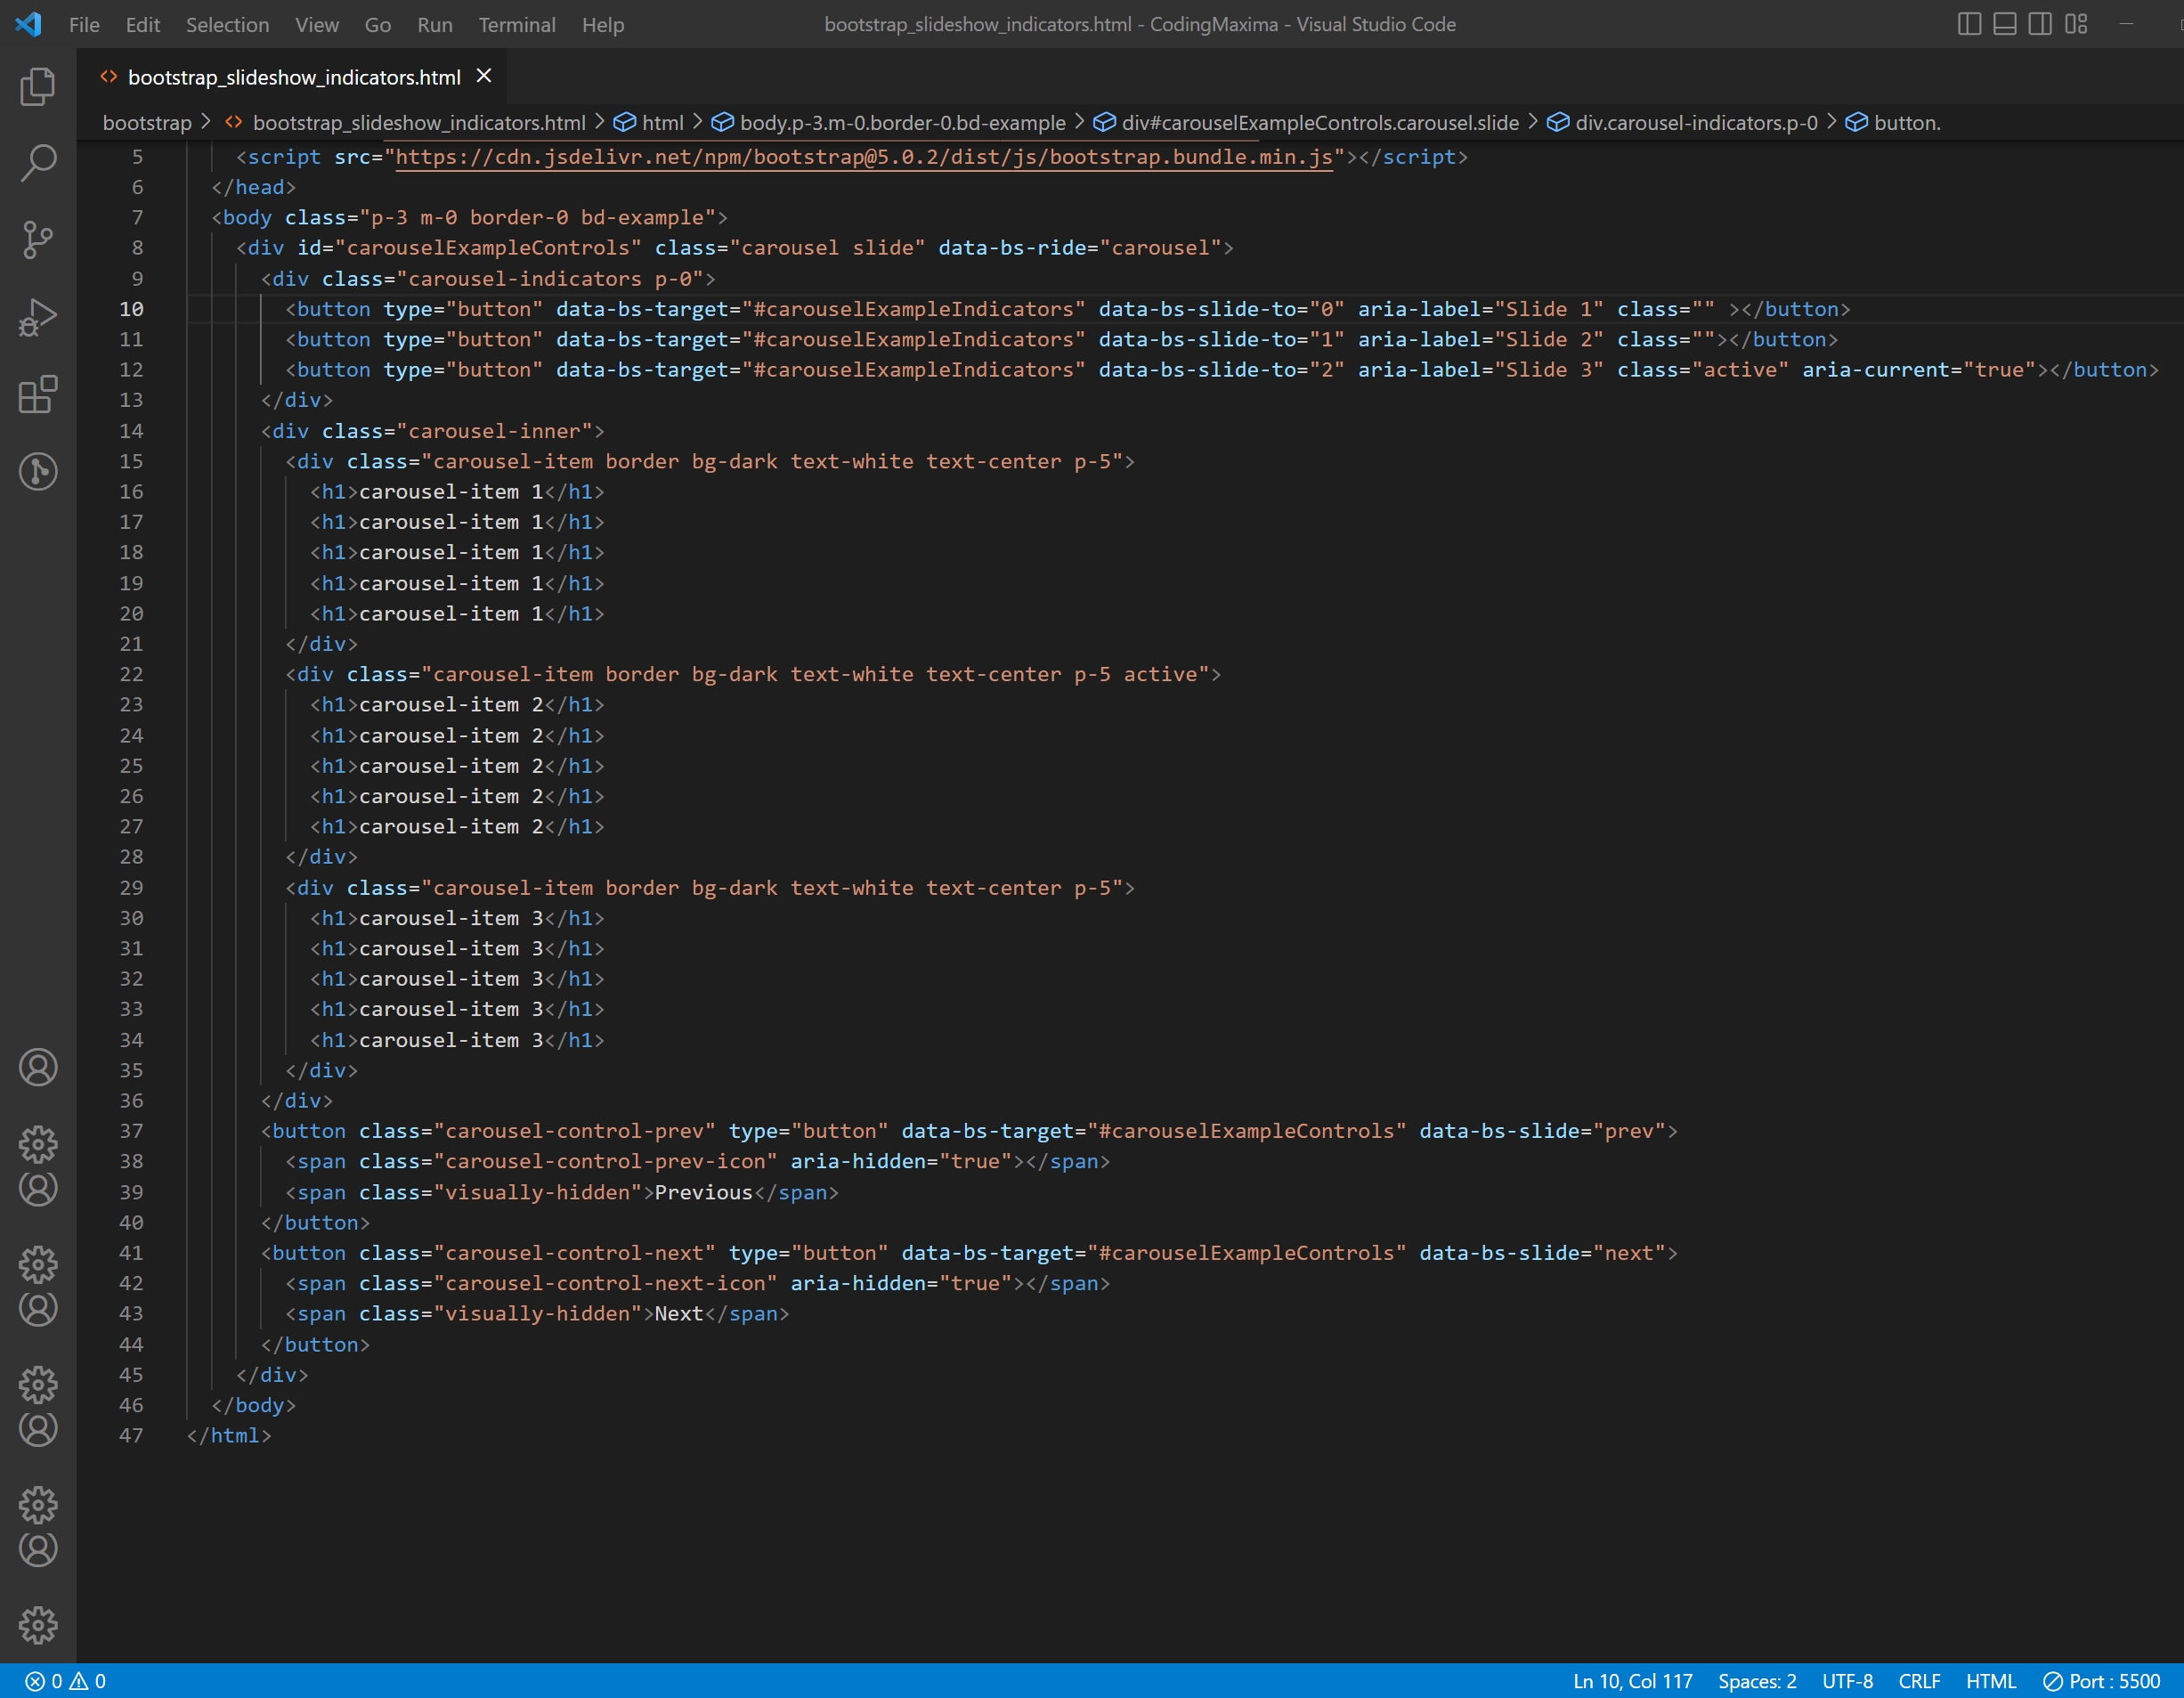 File Edit Selection View Go Run Terminal Help bootstrap_slideshow_indicators.html - CodingMaxima - Visual Studio Code
bootstrap_slideshow_indicators.html
bootstrap > bootstrap_slideshow_indicators.html > html > body.p-3.m-0.border-0.bd-example > div#carouselExampleControls.carousel.slide > div.carousel-indicators.p-0 > button.
5 <script src="https://cdn.jsdelivr.net/npm/bootstrap@5.0.2/dist/js/bootstrap.bundle.min.js"></script>
6 </head>
7 <body class="p-3 m-0 border-0 bd-example">
8 <div id="carouselExampleControls" class="carousel slide" data-bs-ride="carousel">
9 <div class="carousel-indicators p-0">
10 <button type="button" data-bs-target="#carouselExampleIndicators" data-bs-slide-to="0" aria-label="Slide 1" class="" ></button>
11 <button type="button" data-bs-target="#carouselExampleIndicators" data-bs-slide-to="1" aria-label="Slide 2" class=""></button>
12 <button type="button" data-bs-target="#carouselExampleIndicators" data-bs-slide-to="2" aria-label="Slide 3" class="active" aria-current="true"></button>
13 </div>
14 <div class="carousel-inner">
15 <div class="carousel-item border bg-dark text-white text-center p-5">
16 <h1>carousel-item 1</h1>
17 <h1>carousel-item 1</h1>
18 <h1>carousel-item 1</h1>
19 <h1>carousel-item 1</h1>
20 <h1>carousel-item 1</h1>
21 </div>
22 <div class="carousel-item border bg-dark text-white text-center p-5 active">
23 <h1>carousel-item 2</h1>
24 <h1>carousel-item 2</h1>
25 <h1>carousel-item 2</h1>
26 <h1>carousel-item 2</h1>
27 <h1>carousel-item 2</h1>
28 </div>
29 <div class="carousel-item border bg-dark text-white text-center p-5">
30 <h1>carousel-item 3</h1>
31 <h1>carousel-item 3</h1>
32 <h1>carousel-item 3</h1>
33 <h1>carousel-item 3</h1>
34 <h1>carousel-item 3</h1>
35 </div>
36 </div>
37 <button class="carousel-control-prev" type="button" data-bs-target="#carouselExampleControls" data-bs-slide="prev">
38 <span class="carousel-control-prev-icon" aria-hidden="true"></span>
39 <span class="visually-hidden">Previous</span>
40 </button>
41 <button class="carousel-control-next" type="button" data-bs-target="#carouselExampleControls" data-bs-slide="next">
42 <span class="carousel-control-next-icon" aria-hidden="true"></span>
43 <span class="visually-hidden">Next</span>
44 </button>
45 </div>
46 </body>
47 </html>
0 0 Ln 10, Col 117 Spaces: 2 UTF-8 CRLF HTML Port : 5500